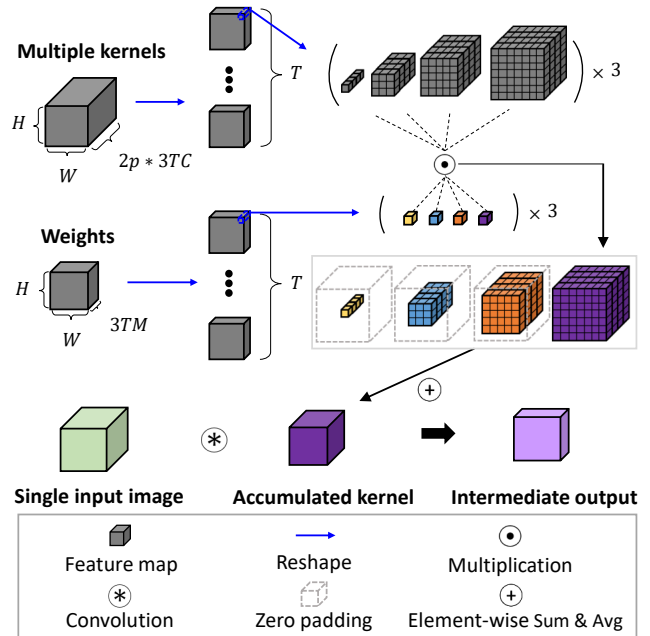 Multiple kernels
H
W
2p * 3TC
T
× 3
Weights
H
W
3TM
T
× 3
Single input image
Accumulated kernel
Intermediate output
Feature map
Reshape
Multiplication
Convolution
Zero padding
Element-wise Sum & Avg